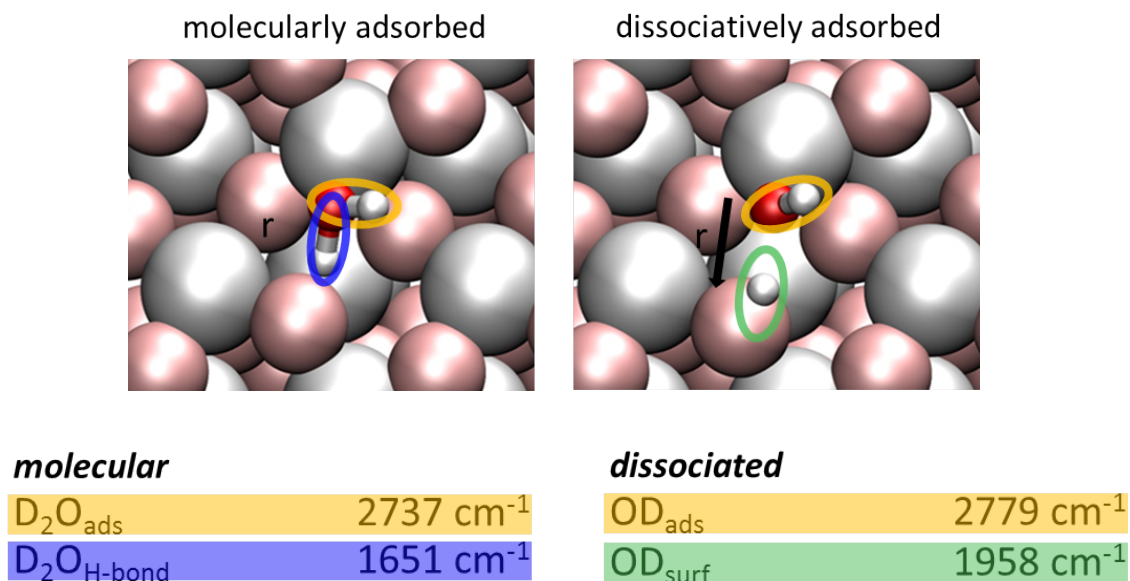 molecularly adsorbed
dissociatively adsorbed
r
r
molecular
D₂Oads 2737 cm⁻¹
D₂OH-bond 1651 cm⁻¹
dissociated
ODads 2779 cm⁻¹
ODsurf 1958 cm⁻¹